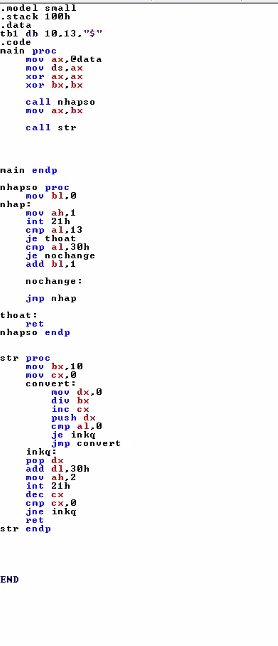 .model small
.stack 100h
.data
tb1 db 10,13,"$"
.code
main proc
mov ax,@data
mov ds,ax
xor ax,ax
xor bx,bx
call nhapso
mov ax,bx
call str
main endp
nhapso proc
mov bl,0
nhap:
mov ah,1
int 21h
cmp al,13
je thoat
cmp al,30h
je nochange
add bl,1
nochange:
jmp nhap
thoat:
ret
nhapso endp
str proc
mov bx,10
mov cx,0
convert:
mov dx,0
div bx
inc cx
push dx
cmp al,0
je inkq
jmp convert
inkq:
pop dx
add dl,30h
mov ah,2
int 21h
dec cx
cmp cx,0
jne inkq
ret
str endp
END